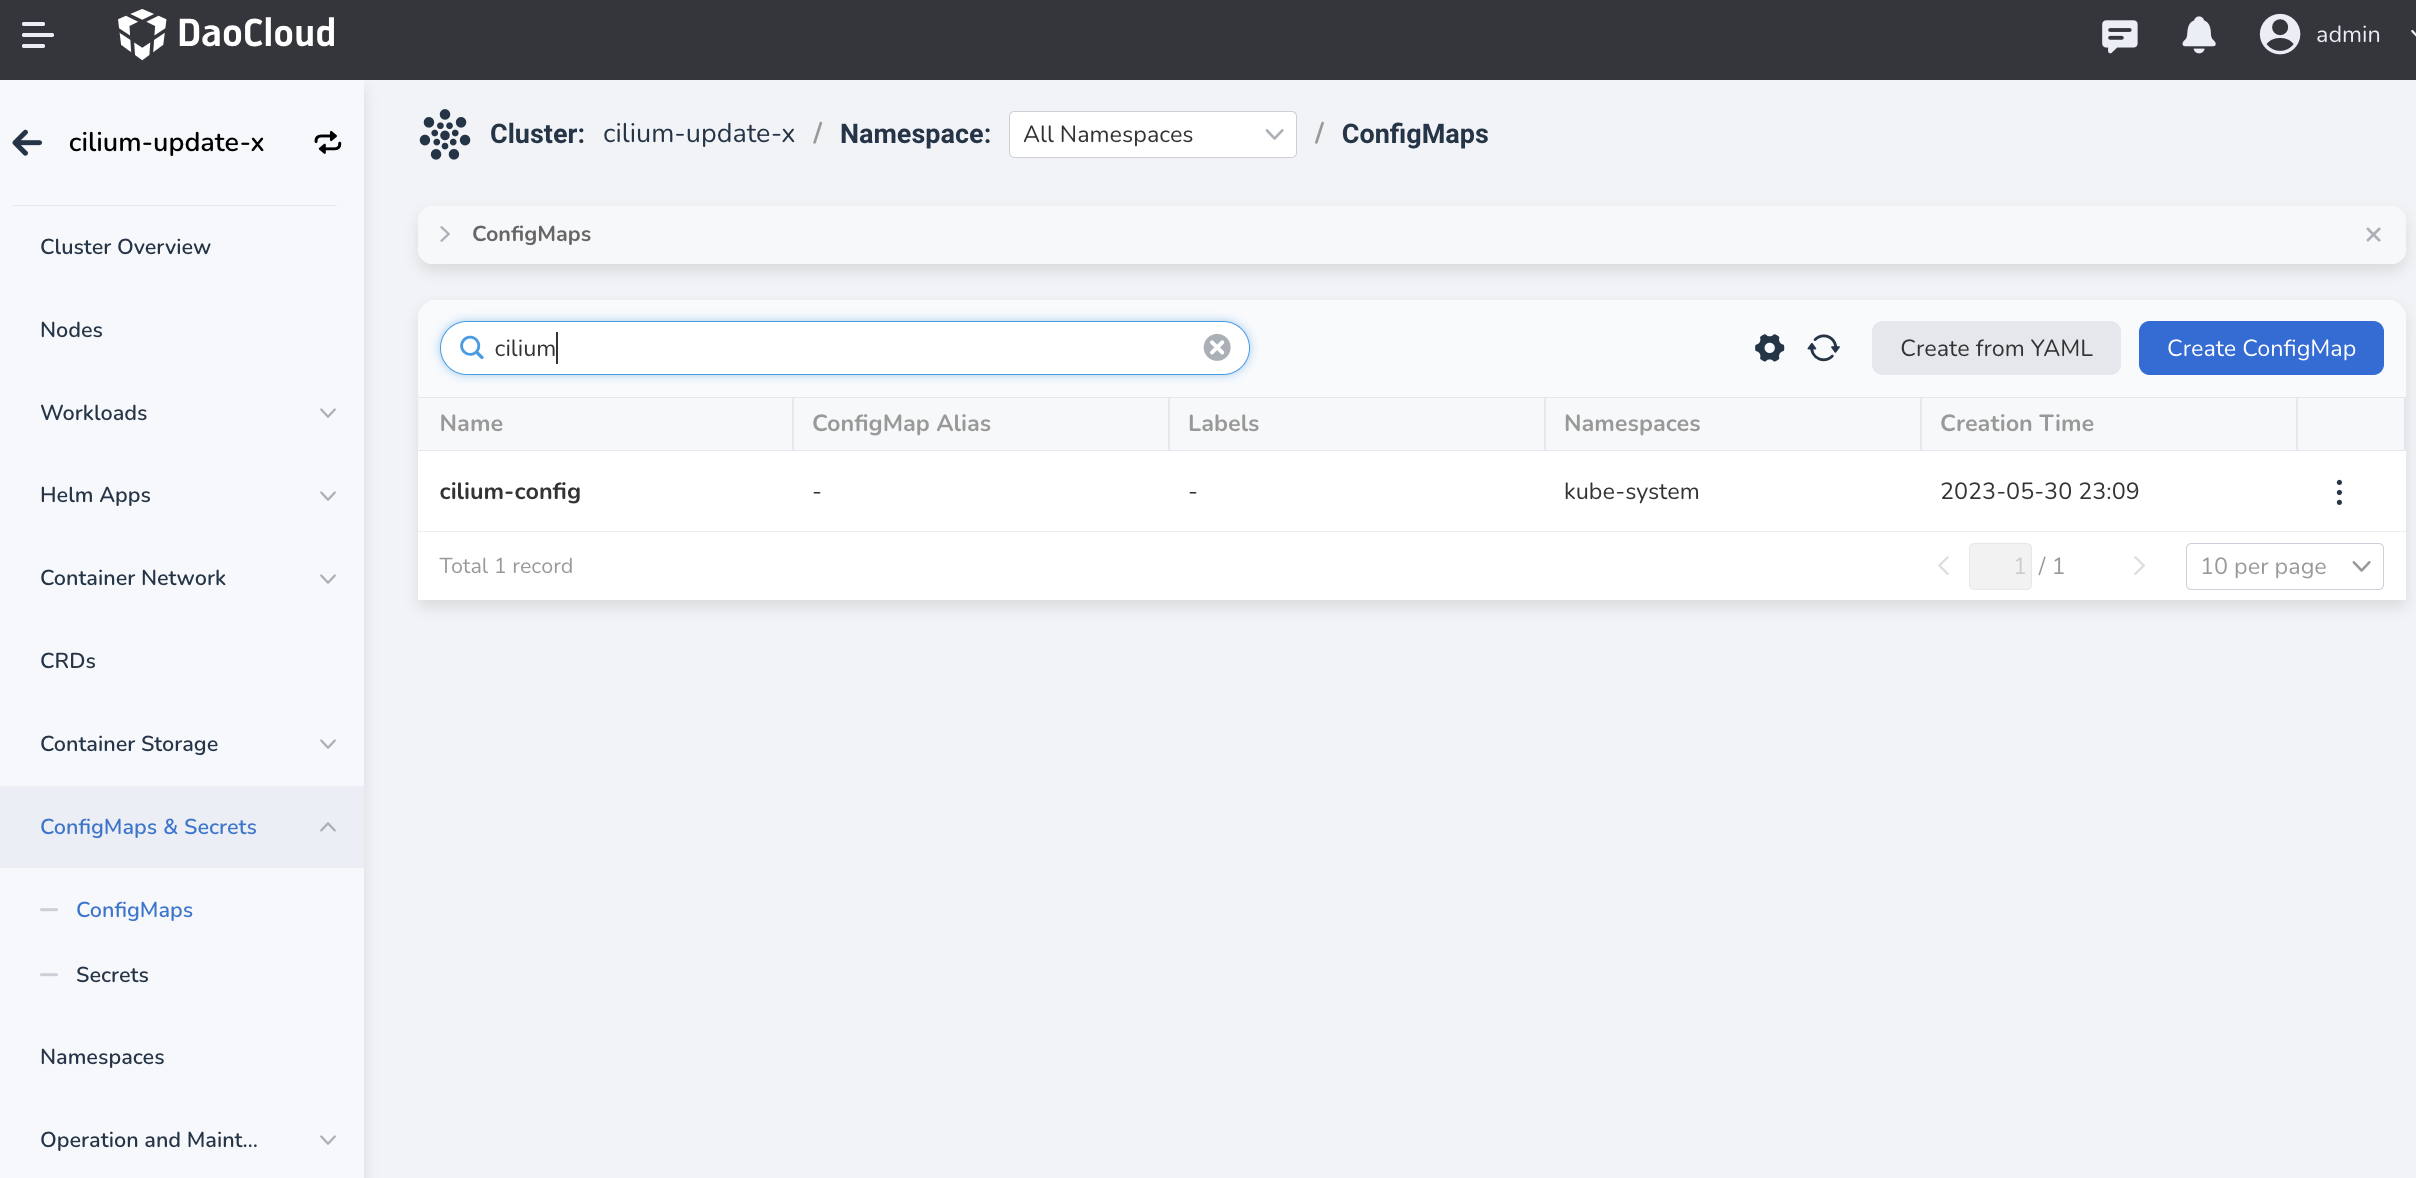 DaoCloud
admin
cilium-update-x
Cluster: cilium-update-x / Namespace: All Namespaces / ConfigMaps
ConfigMaps
cilium
Create from YAML
Create ConfigMap
Name ConfigMap Alias Labels Namespaces Creation Time
cilium-config - - kube-system 2023-05-30 23:09
Total 1 record
1 / 1
10 per page
Cluster Overview
Nodes
Workloads
Helm Apps
Container Network
CRDs
Container Storage
ConfigMaps & Secrets
ConfigMaps
Secrets
Namespaces
Operation and Maint...